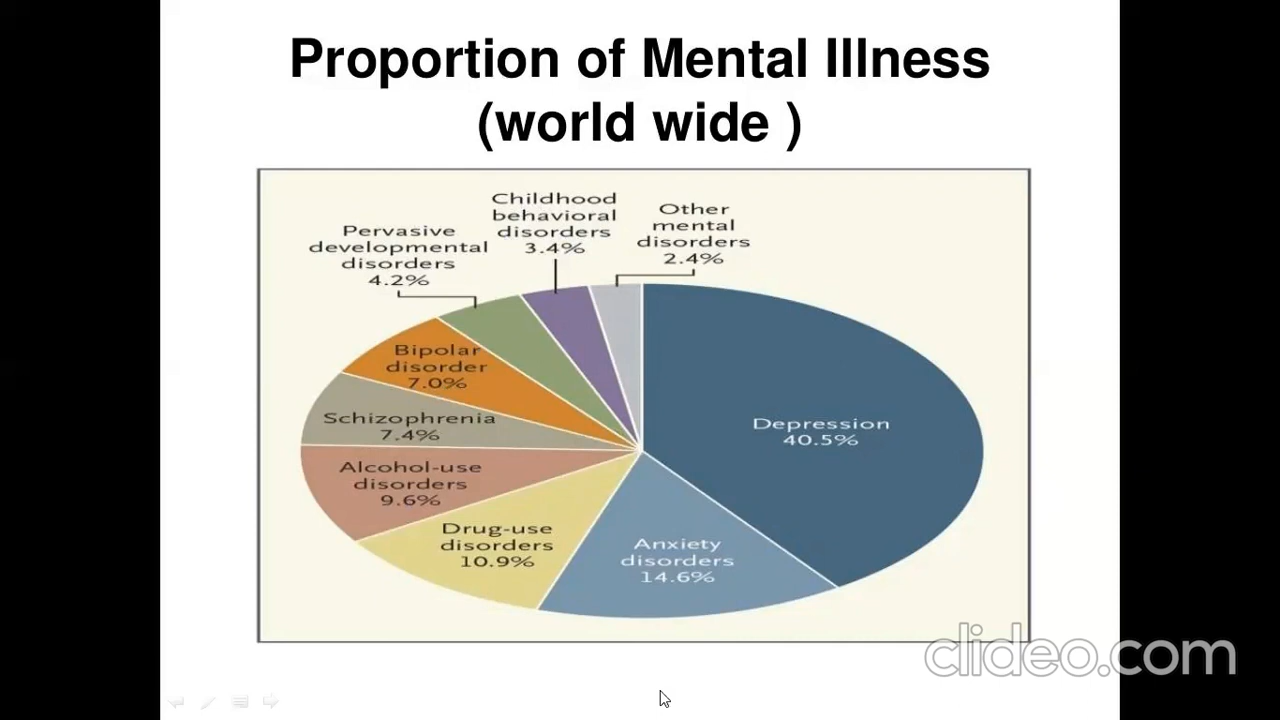 Proportion of Mental Illness
(world wide )
Childhood
behavioral
disorders
3.4%
Other
mental
disorders
2.4%
Pervasive
developmental
disorders
4.2%
Bipolar
disorder
7.0%
Schizophrenia
7.4%
Depression
40.5%
Alcohol-use
disorders
9.6%
Drug-use
disorders
10.9%
Anxiety
disorders
14.6%
clideo.com